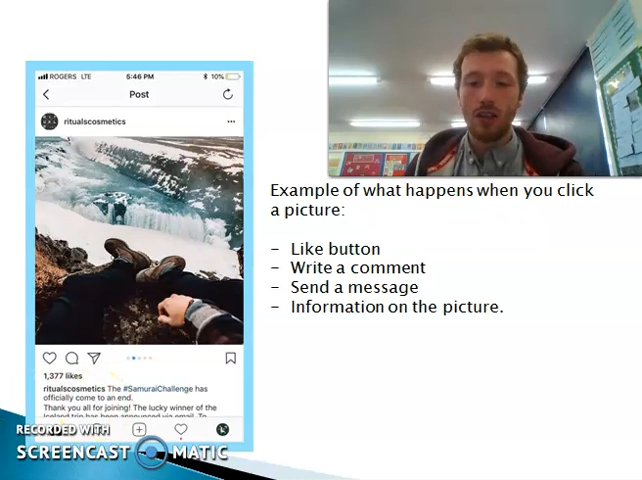 ROGERS LTE 5:46 PM 10%
Post
ritualscosmetics
1,377 likes
ritualscosmetics The #SamuraiChallenge has
officially come to an end.
Thank you all for joining! The lucky winner of the
Iceland trip has been announced via email. To
Example of what happens when you click
a picture:
- Like button
- Write a comment
- Send a message
- Information on the picture.
RECORDED WITH
SCREENCAST MATIC